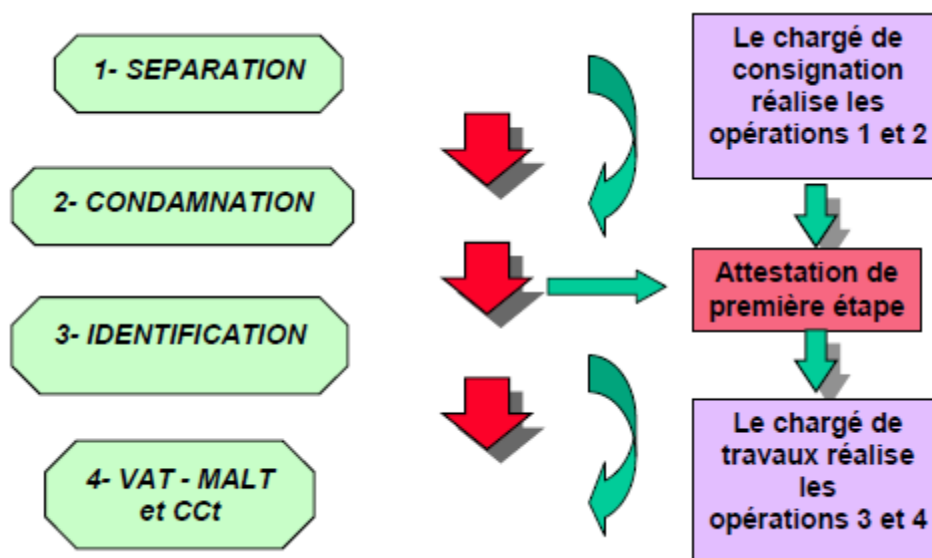 1- SEPARATION
2- CONDAMNATION
3- IDENTIFICATION
4- VAT - MALT
et CCt
Le chargé de
consignation
réalise les
opérations 1 et 2
Attestation de
première étape
Le chargé de
travaux réalise
les
opérations 3 et 4